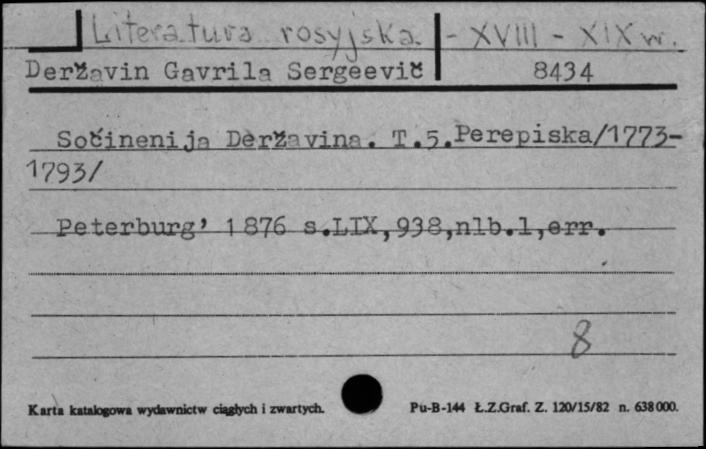 Literatura rosyjska - XVIII - XIX w.
Deržavin Gavrila Sergeevič 8434
Sočinenija Deržavina. T.5.Perepiska/1773-
1793/
Peterburg' 1876 s.LIX,938,nlb.1,err.
8
Karta katalogowa wydawnictw ciągłych i zwartych. Pu-B-144 Ł.Z.Graf. Z. 120/15/82 n. 638000.